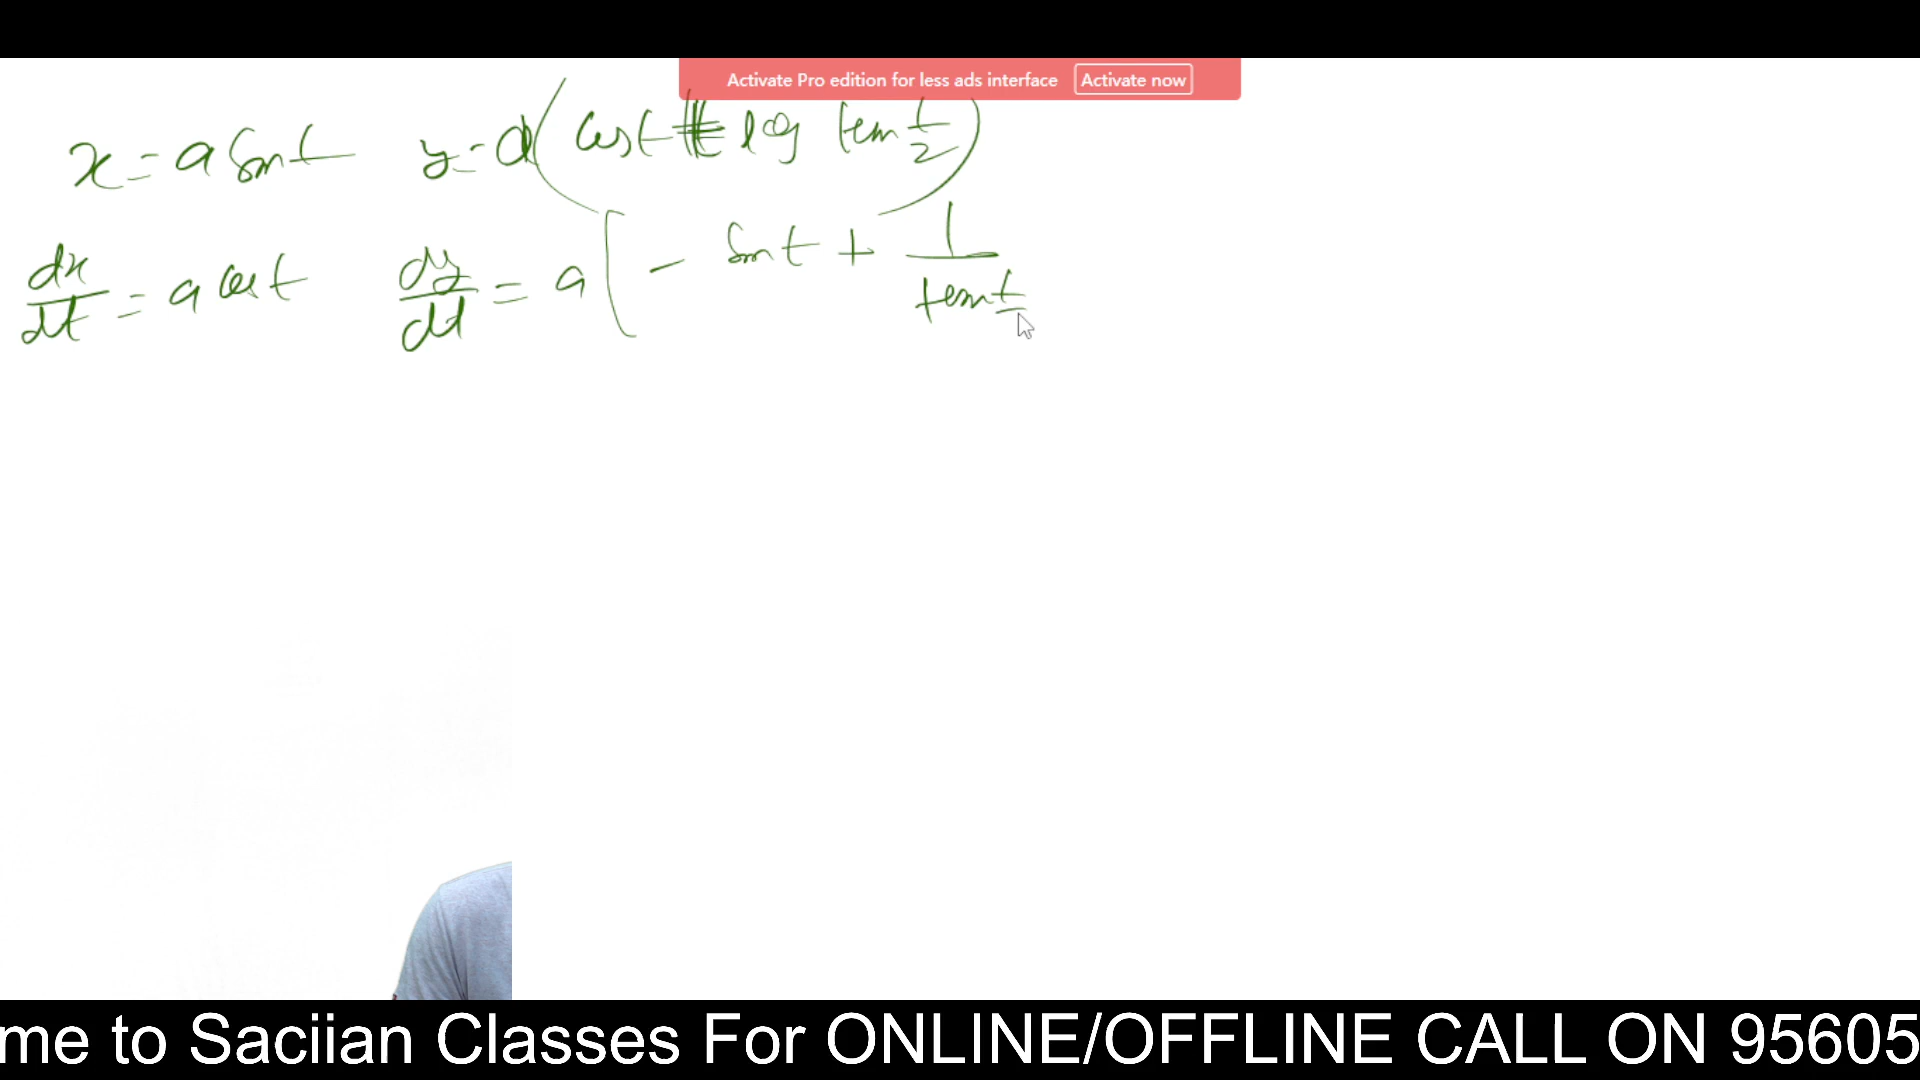 Activate Pro edition for less ads interface Activate now
x = a sin t y = a( cos t + log tan t/2 )
dx/dt = a cos t dy/dt = a [ - sin t + 1/tan t/
me to Saciian Classes For ONLINE/OFFLINE CALL ON 95605